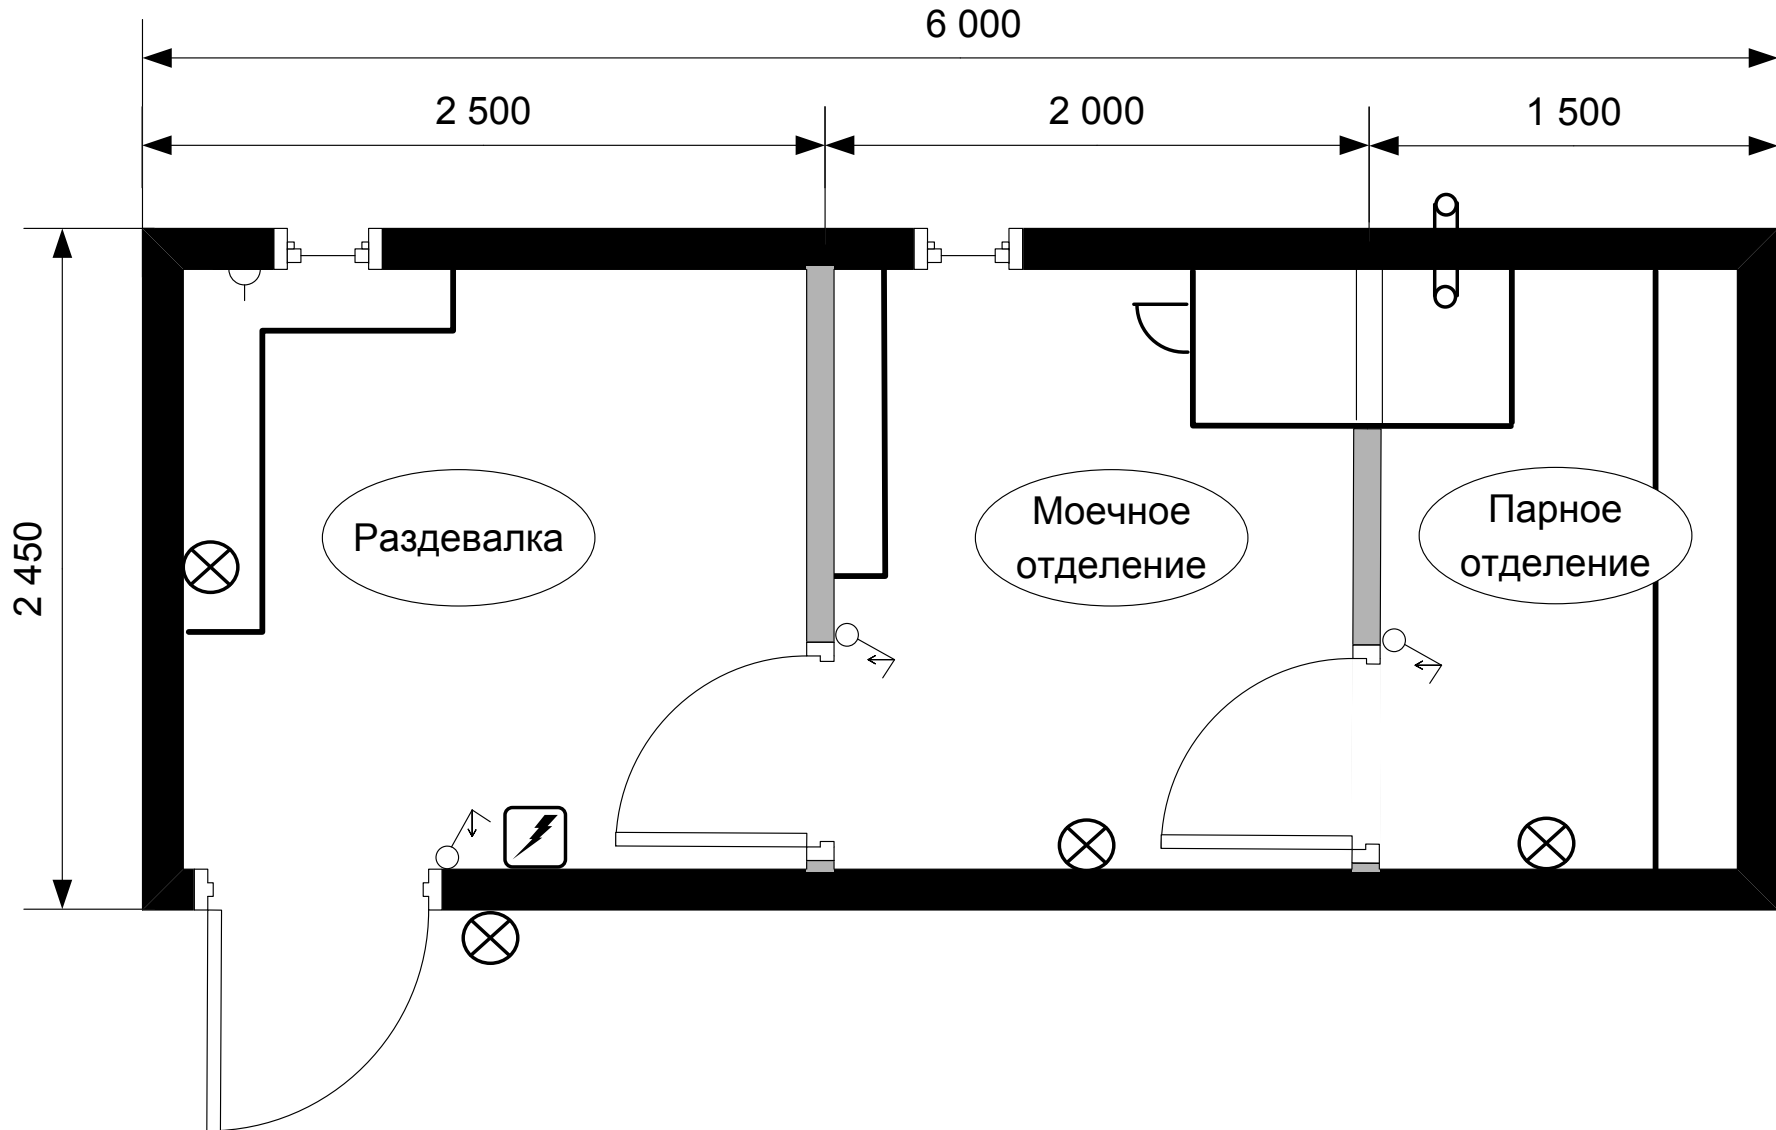 6 000
2 500
2 000
1 500
2 450
Раздевалка
Моечное
отделение
Парное
отделение